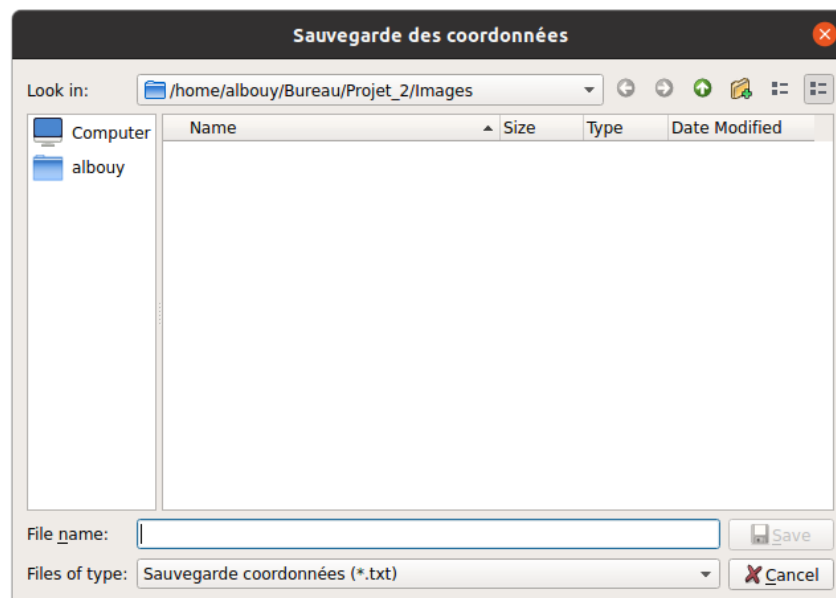 Sauvegarde des coordonnées
Look in: /home/albouy/Bureau/Projet_2/Images
Computer
albouy
Name Size Type Date Modified
File name: Save
Files of type: Sauvegarde coordonnées (*.txt) Cancel